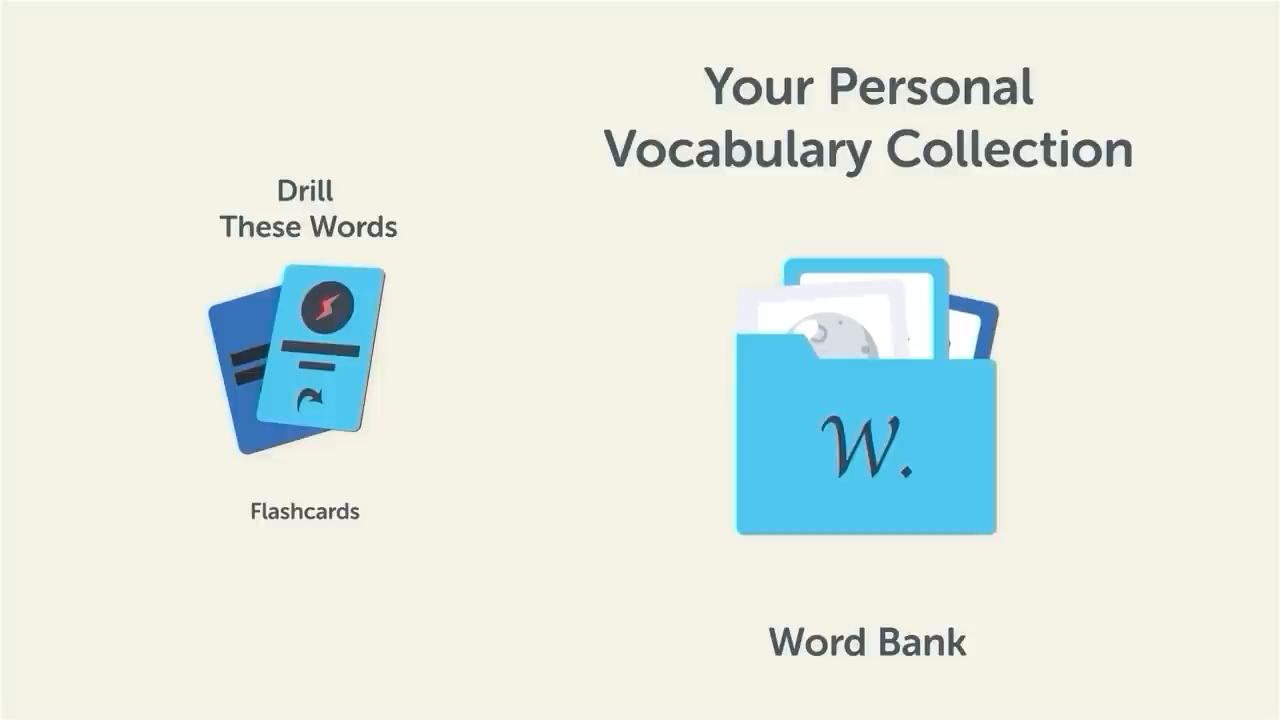 Drill
These Words
Flashcards
Your Personal
Vocabulary Collection
W.
Word Bank